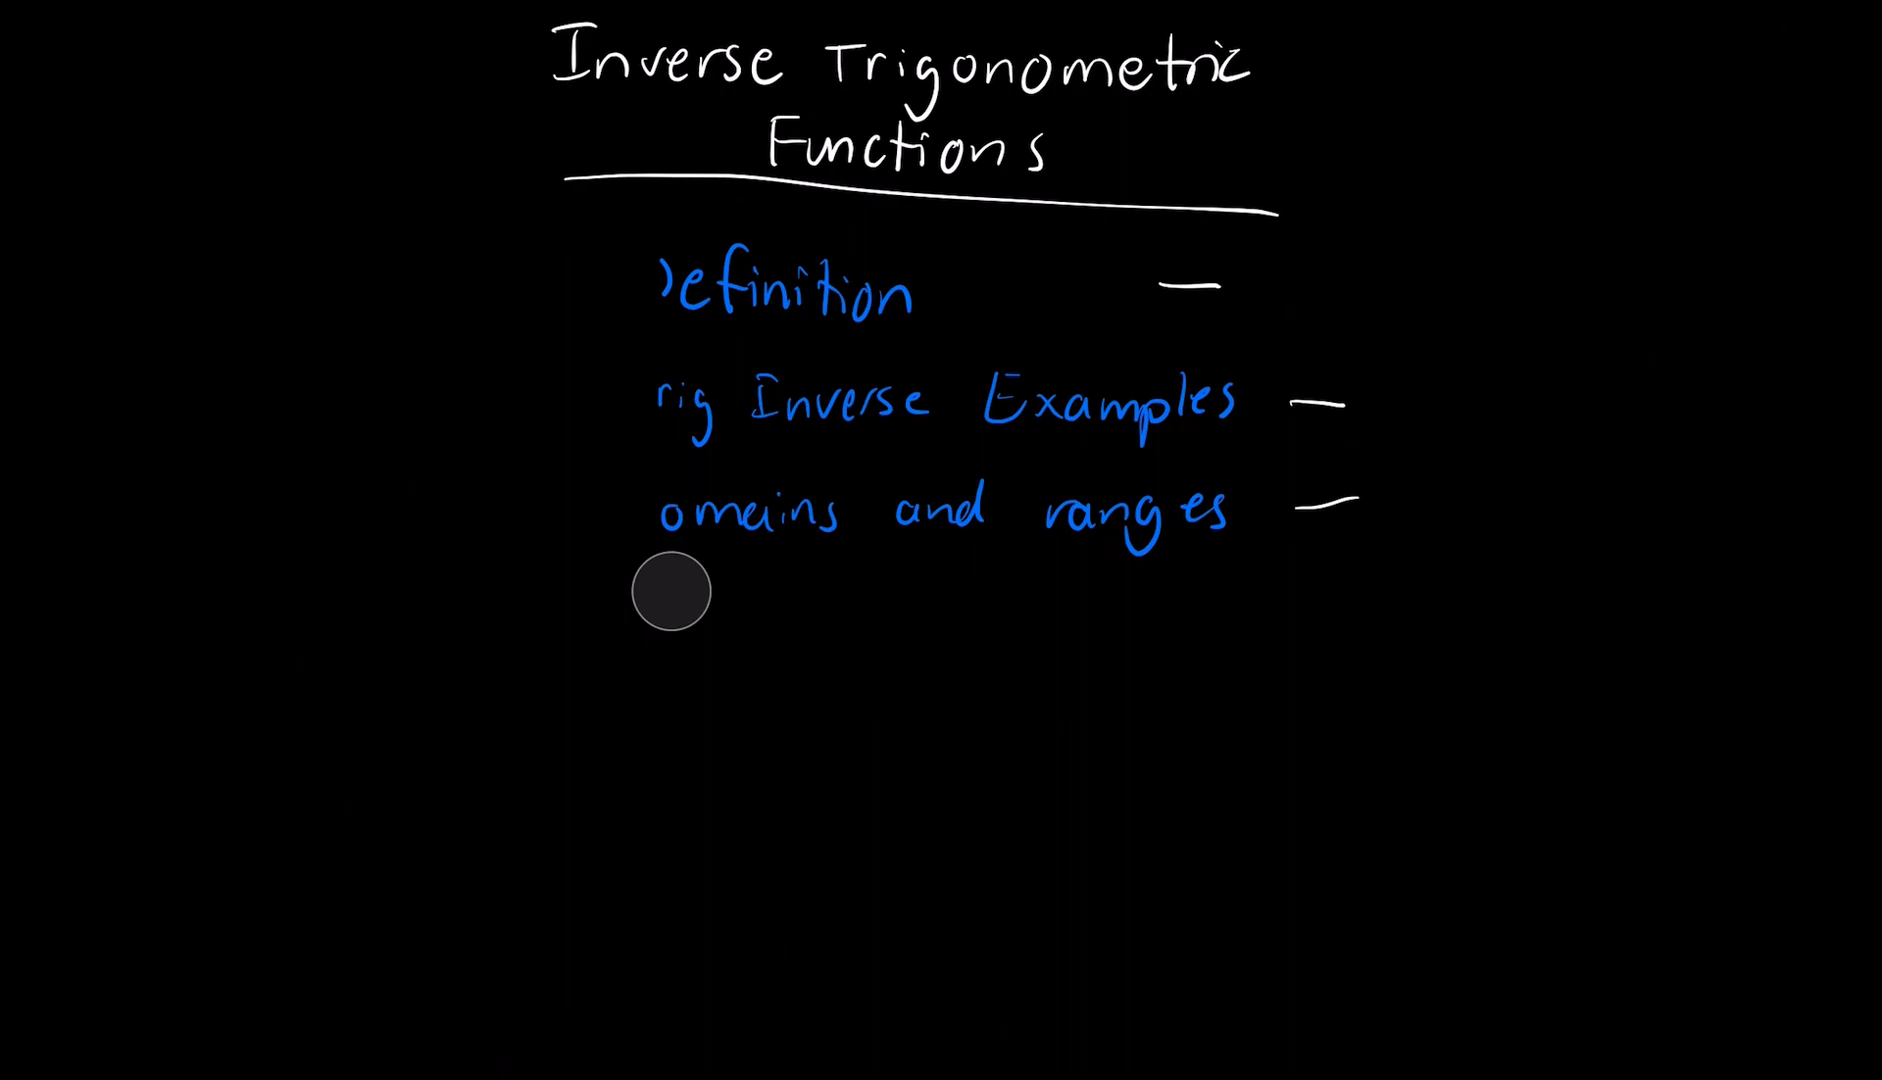 Inverse Trigonometric
Functions
efinition —
rig Inverse Examples —
omains and ranges —